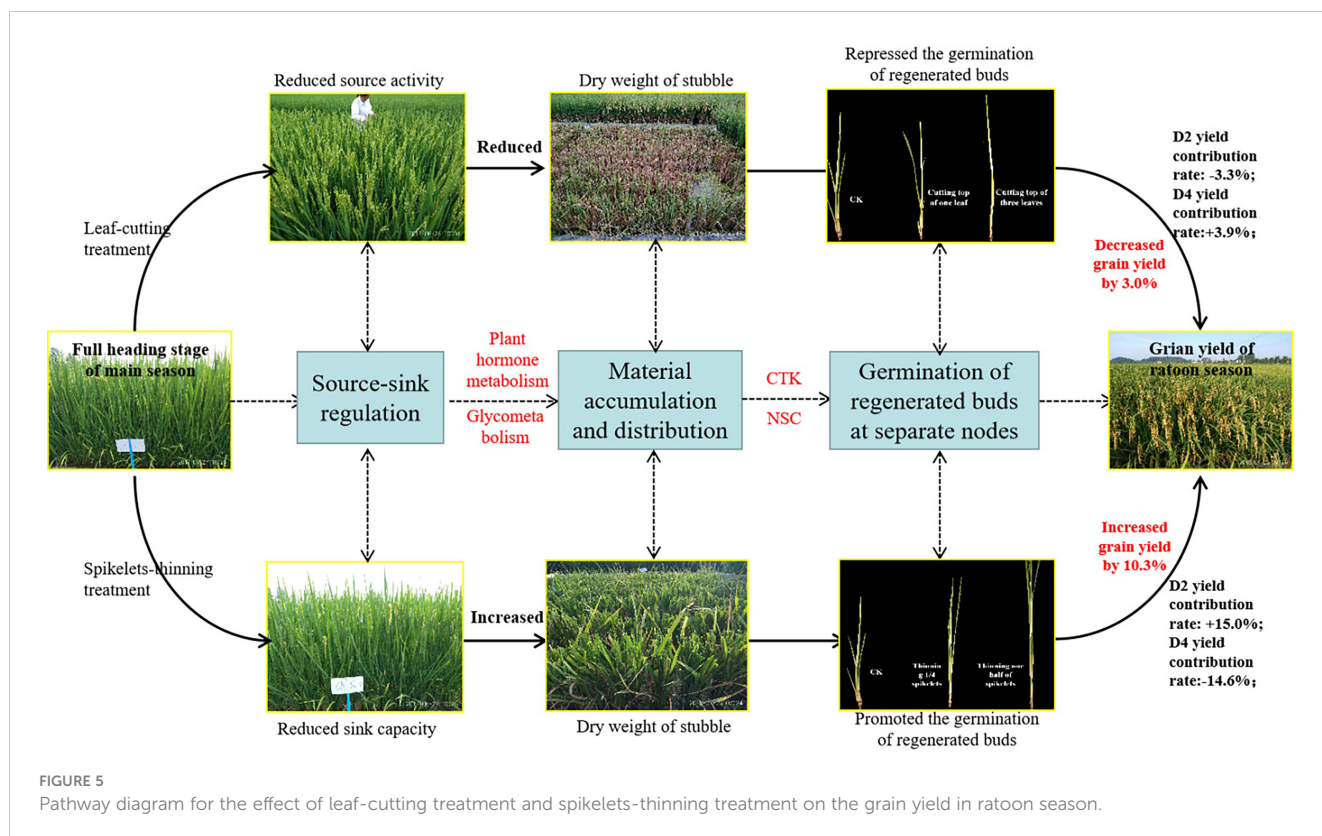 Reduced source activity
Dry weight of stubble
Repressed the germination
of regenerated buds
Reduced
CK
Cutting top
of one leaf
Cutting top of
three leaves
D2 yield
contribution
rate: -3.3%;
D4 yield
contribution
rate:+3.9%;
Leaf-cutting
treatment
Decreased
grain yield
by 3.0%
Full heading stage
of main season
Source-sink
regulation
Plant
hormone
metabolism
Glycometa
bolism
Material
accumulation
and distribution
CTK
NSC
Germination of
regenerated buds
at separate nodes
Grian yield of
ratoon season
Spikelets-thinning
treatment
Increased
CK
Thinnin
g 1/4
spikelets
Thinning one
half of
spikelets
Increased
grain yield
by 10.3%
D2 yield
contribution
rate: +15.0%;
D4 yield
contribution
rate:-14.6%;
Reduced sink capacity
Dry weight of stubble
Promoted the germination
of regenerated buds
FIGURE 5
Pathway diagram for the effect of leaf-cutting treatment and spikelets-thinning treatment on the grain yield in ratoon season.